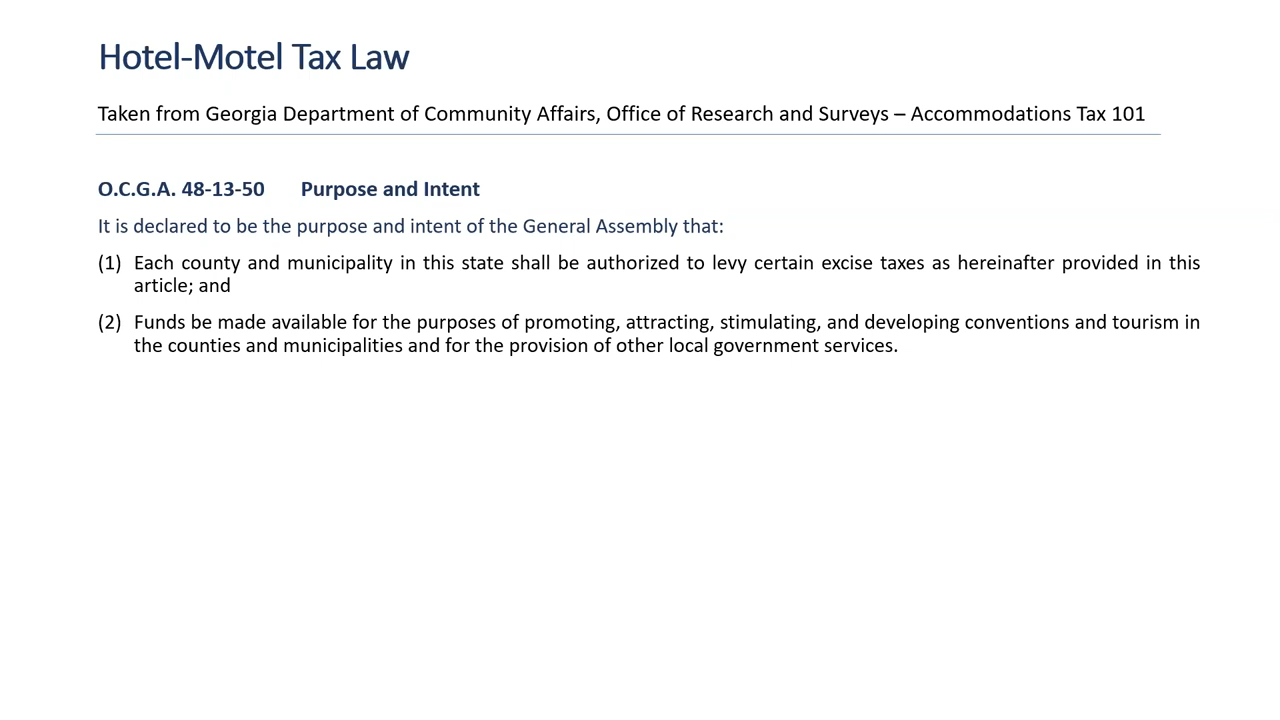 Hotel-Motel Tax Law
Taken from Georgia Department of Community Affairs, Office of Research and Surveys – Accommodations Tax 101
O.C.G.A. 48-13-50 Purpose and Intent
It is declared to be the purpose and intent of the General Assembly that:
(1) Each county and municipality in this state shall be authorized to levy certain excise taxes as hereinafter provided in this
article; and
(2) Funds be made available for the purposes of promoting, attracting, stimulating, and developing conventions and tourism in
the counties and municipalities and for the provision of other local government services.